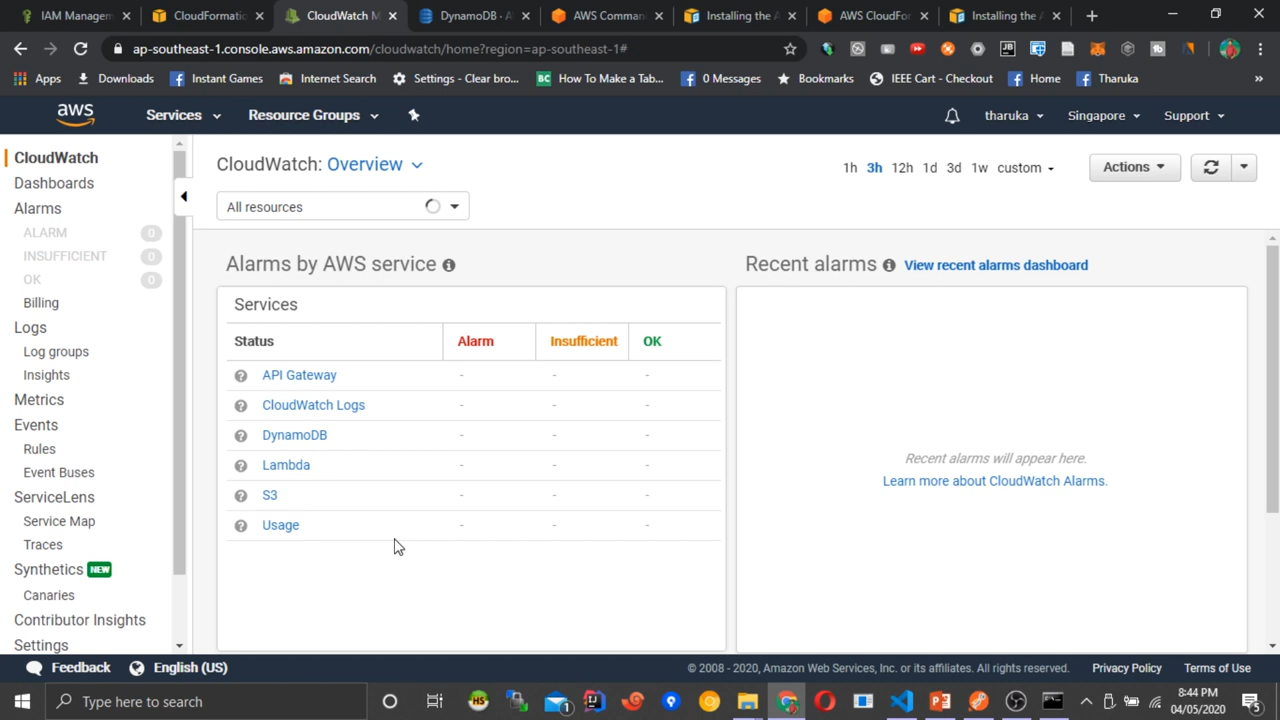 IAM Managem
CloudFormatio
CloudWatch M
DynamoDB · A
AWS Comman
Installing the A
AWS CloudFor
Installing the A
ap-southeast-1.console.aws.amazon.com/cloudwatch/home?region=ap-southeast-1#
Apps
Downloads
Instant Games
Internet Search
Settings - Clear bro...
BC How To Make a Tab...
0 Messages
Bookmarks
IEEE Cart - Checkout
Home
Tharuka
aws
Services
Resource Groups
tharuka
Singapore
Support
CloudWatch
Dashboards
Alarms
ALARM 0
INSUFFICIENT 0
OK 0
Billing
Logs
Log groups
Insights
Metrics
Events
Rules
Event Buses
ServiceLens
Service Map
Traces
Synthetics NEW
Canaries
Contributor Insights
Settings
CloudWatch: Overview
1h 3h 12h 1d 3d 1w custom
Actions
All resources
Alarms by AWS service
Services
Status Alarm Insufficient OK
API Gateway - - -
CloudWatch Logs - - -
DynamoDB - - -
Lambda - - -
S3 - - -
Usage - - -
Recent alarms View recent alarms dashboard
Recent alarms will appear here.
Learn more about CloudWatch Alarms.
Feedback
English (US)
© 2008 - 2020, Amazon Web Services, Inc. or its affiliates. All rights reserved.
Privacy Policy
Terms of Use
Type here to search
8:44 PM
04/05/2020
5